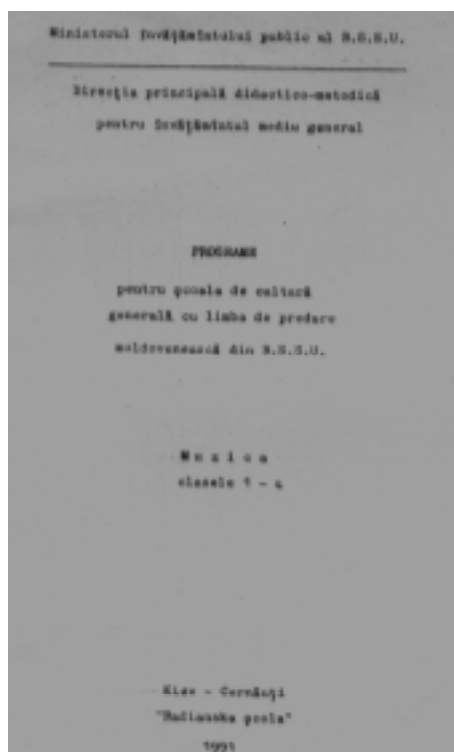 Ministerul învăţămîntului public al R.S.S.U.
Direcţia principală didactico-metodică
pentru învăţămîntul mediu general
PROGRAME
pentru şcoala de cultură
generală cu limba de predare
moldovenească din R.S.S.U.
Muzica
clasele 1 - 4
Kiev - Cernăuţi
"Radianska şcola"
1991